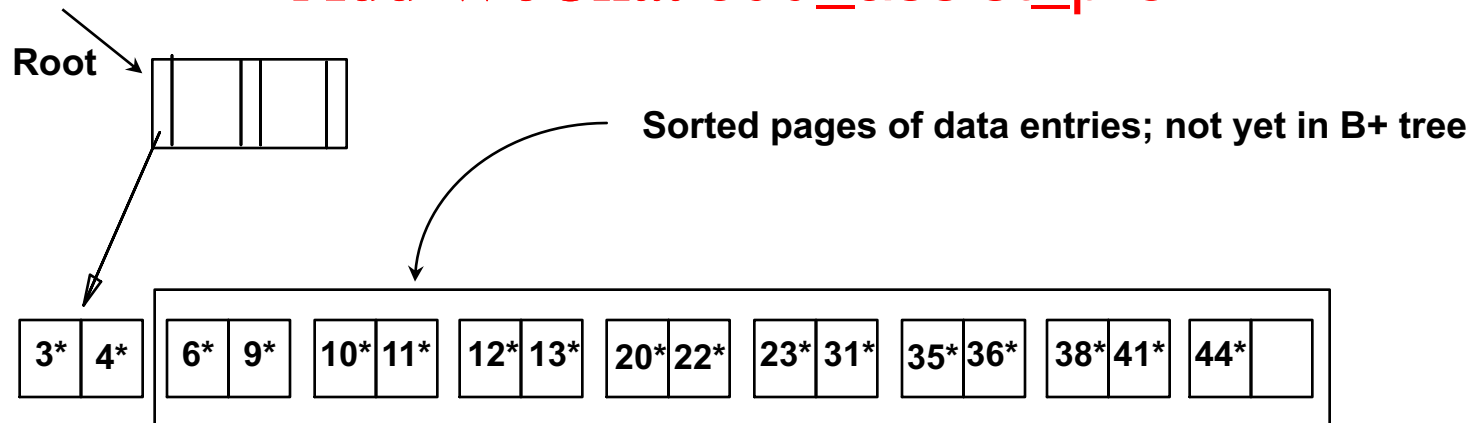 Root
Sorted pages of data entries; not yet in B+ tree
3* 4* 6* 9* 10* 11* 12* 13* 20* 22* 23* 31* 35* 36* 38* 41* 44*